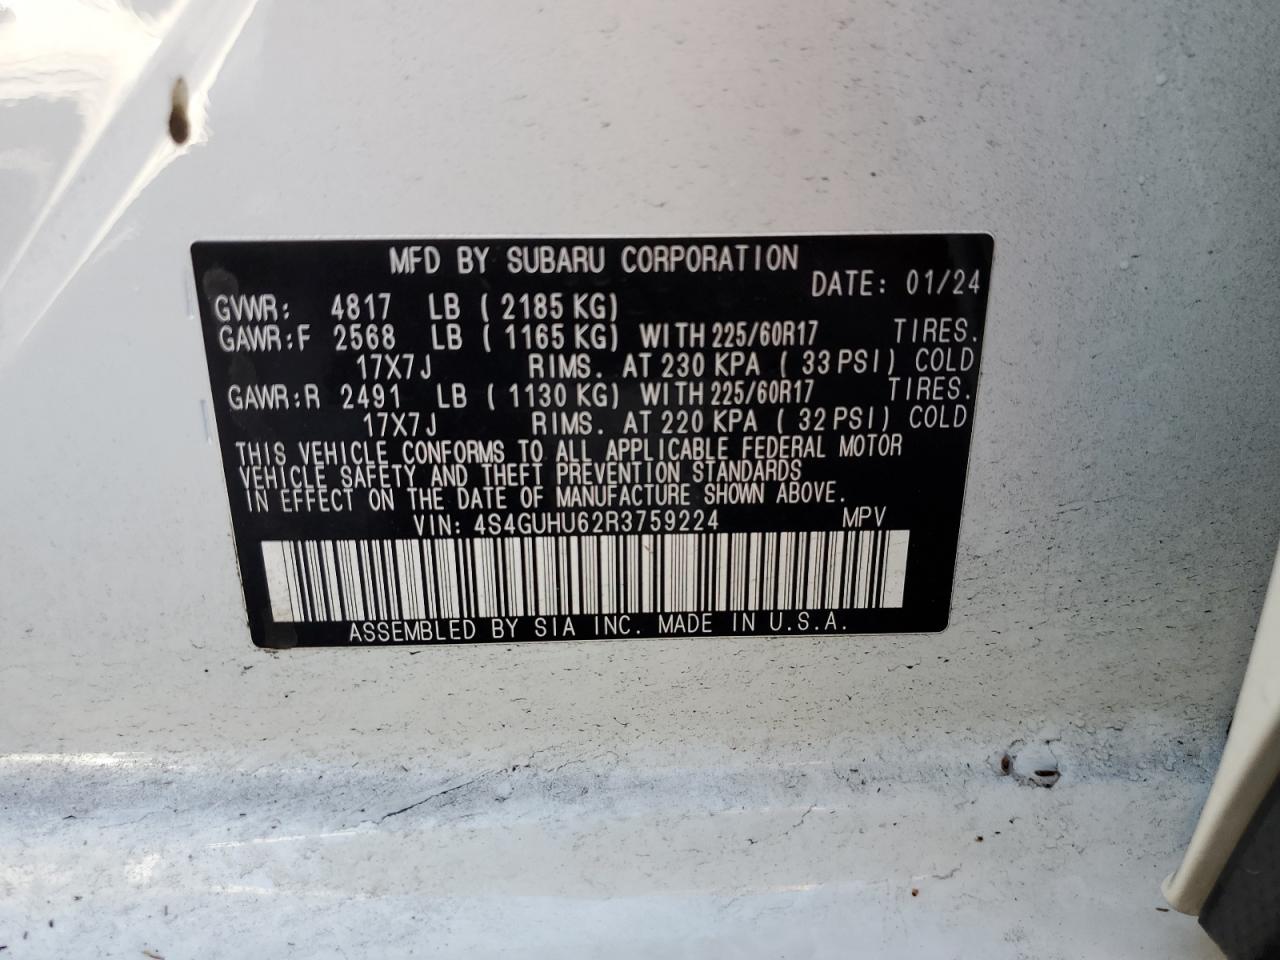 MFD BY SUBARU CORPORATION
DATE: 01/24
GVWR: 4817 LB ( 2185 KG)
GAWR:F 2568 LB ( 1165 KG) WITH 225/60R17 TIRES.
17X7J RIMS. AT 230 KPA ( 33 PSI) COLD
GAWR:R 2491 LB ( 1130 KG) WITH 225/60R17 TIRES.
17X7J RIMS. AT 220 KPA ( 32 PSI) COLD
THIS VEHICLE CONFORMS TO ALL APPLICABLE FEDERAL MOTOR
VEHICLE SAFETY AND THEFT PREVENTION STANDARDS
IN EFFECT ON THE DATE OF MANUFACTURE SHOWN ABOVE.
VIN: 4S4GUHU62R3759224 MPV
ASSEMBLED BY SIA INC. MADE IN U.S.A.